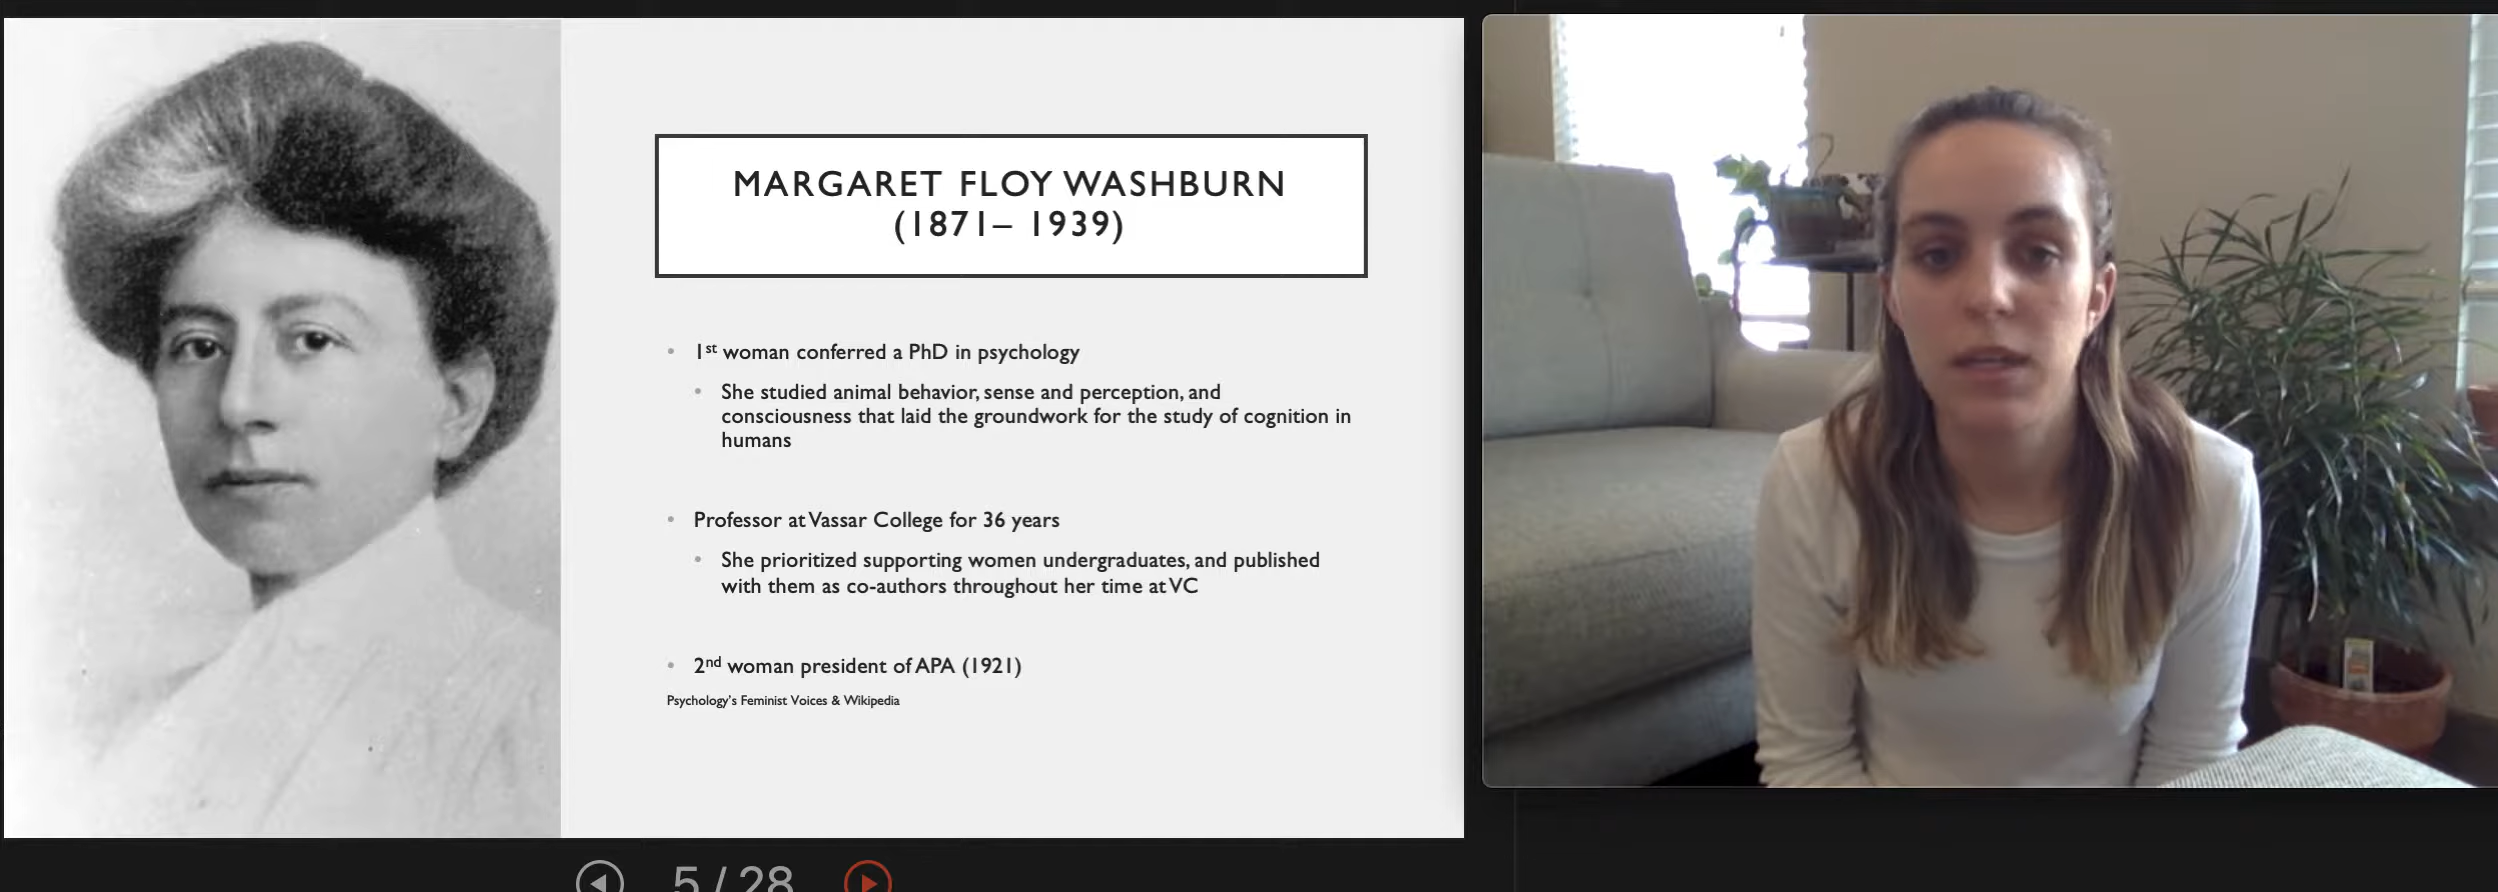 MARGARET FLOY WASHBURN
(1871– 1939)
• 1st woman conferred a PhD in psychology
• She studied animal behavior, sense and perception, and
consciousness that laid the groundwork for the study of cognition in
humans
• Professor at Vassar College for 36 years
• She prioritized supporting women undergraduates, and published
with them as co-authors throughout her time at VC
• 2nd woman president of APA (1921)
Psychology's Feminist Voices & Wikipedia
5 / 28